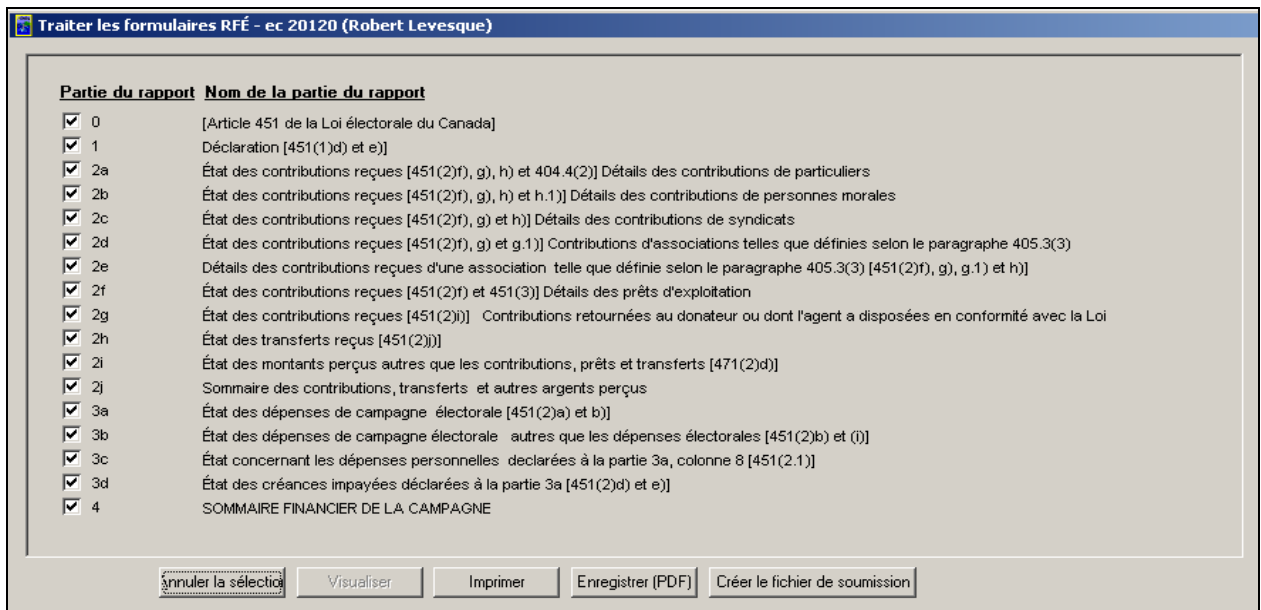 Traiter les formulaires RFÉ - ec 20120 (Robert Levesque)
Partie du rapport Nom de la partie du rapport
0 [Article 451 de la Loi électorale du Canada]
1 Déclaration [451(1)d) et e)]
2a État des contributions reçues [451(2)f), g), h) et 404.4(2)] Détails des contributions de particuliers
2b État des contributions reçues [451(2)f), g), h) et h.1)] Détails des contributions de personnes morales
2c État des contributions reçues [451(2)f), g) et h)] Détails des contributions de syndicats
2d État des contributions reçues [451(2)f), g) et g.1)] Contributions d'associations telles que définies selon le paragraphe 405.3(3)
2e Détails des contributions reçues d'une association telle que définie selon le paragraphe 405.3(3) [451(2)f), g), g.1) et h)]
2f État des contributions reçues [451(2)f) et 451(3)] Détails des prêts d'exploitation
2g État des contributions reçues [451(2)i)] Contributions retournées au donateur ou dont l'agent a disposées en conformité avec la Loi
2h État des transferts reçus [451(2)j)]
2i État des montants perçus autres que les contributions, prêts et transferts [471(2)d)]
2j Sommaire des contributions, transferts et autres argents perçus
3a État des dépenses de campagne électorale [451(2)a) et b)]
3b État des dépenses de campagne électorale autres que les dépenses électorales [451(2)b) et (i)]
3c État concernant les dépenses personnelles declarées à la partie 3a, colonne 8 [451(2.1)]
3d État des créances impayées déclarées à la partie 3a [451(2)d) et e)]
4 SOMMAIRE FINANCIER DE LA CAMPAGNE
Annuler la sélection Visualiser Imprimer Enregistrer (PDF) Créer le fichier de soumission